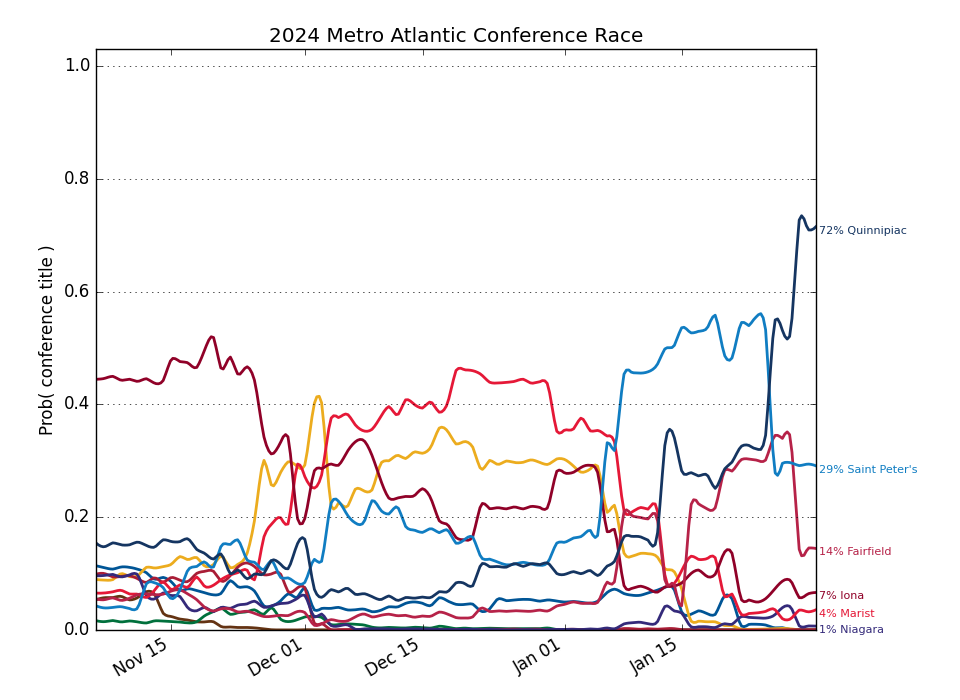 2024 Metro Atlantic Conference Race
Prob( conference title )
1.0
0.8
0.6
0.4
0.2
0.0
Nov 15
Dec 01
Dec 15
Jan 01
Jan 15
72% Quinnipiac
29% Saint Peter's
14% Fairfield
7% Iona
4% Marist
1% Niagara